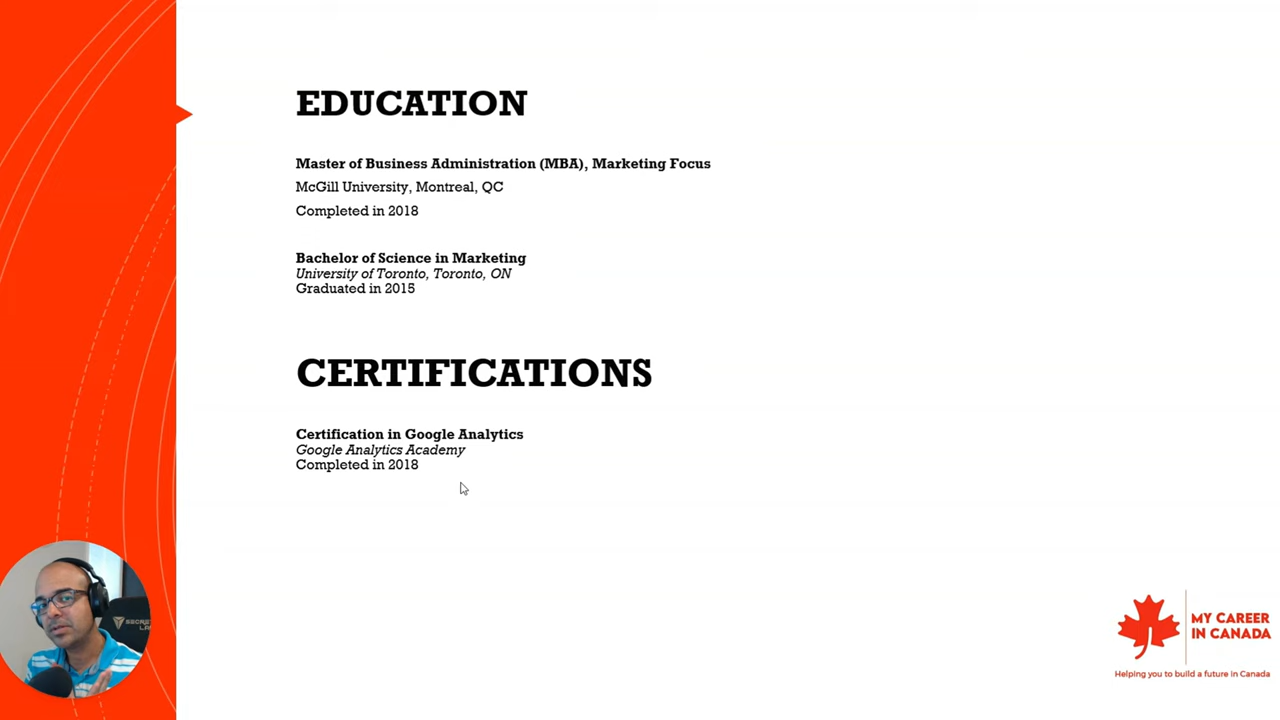 EDUCATION
Master of Business Administration (MBA), Marketing Focus
McGill University, Montreal, QC
Completed in 2018
Bachelor of Science in Marketing
University of Toronto, Toronto, ON
Graduated in 2015
CERTIFICATIONS
Certification in Google Analytics
Google Analytics Academy
Completed in 2018
MY CAREER
IN CANADA
Helping you to build a future in Canada